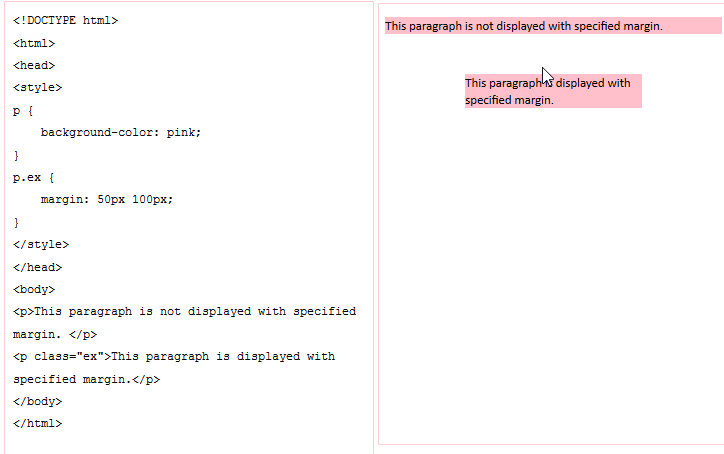 <!DOCTYPE html>
<html>
<head>
<style>
p {
    background-color: pink;
}
p.ex {
    margin: 50px 100px;
}
</style>
</head>
<body>
<p>This paragraph is not displayed with specified
margin. </p>
<p class="ex">This paragraph is displayed with
specified margin.</p>
</body>
</html>
This paragraph is not displayed with specified margin.
This paragraph is displayed with
specified margin.